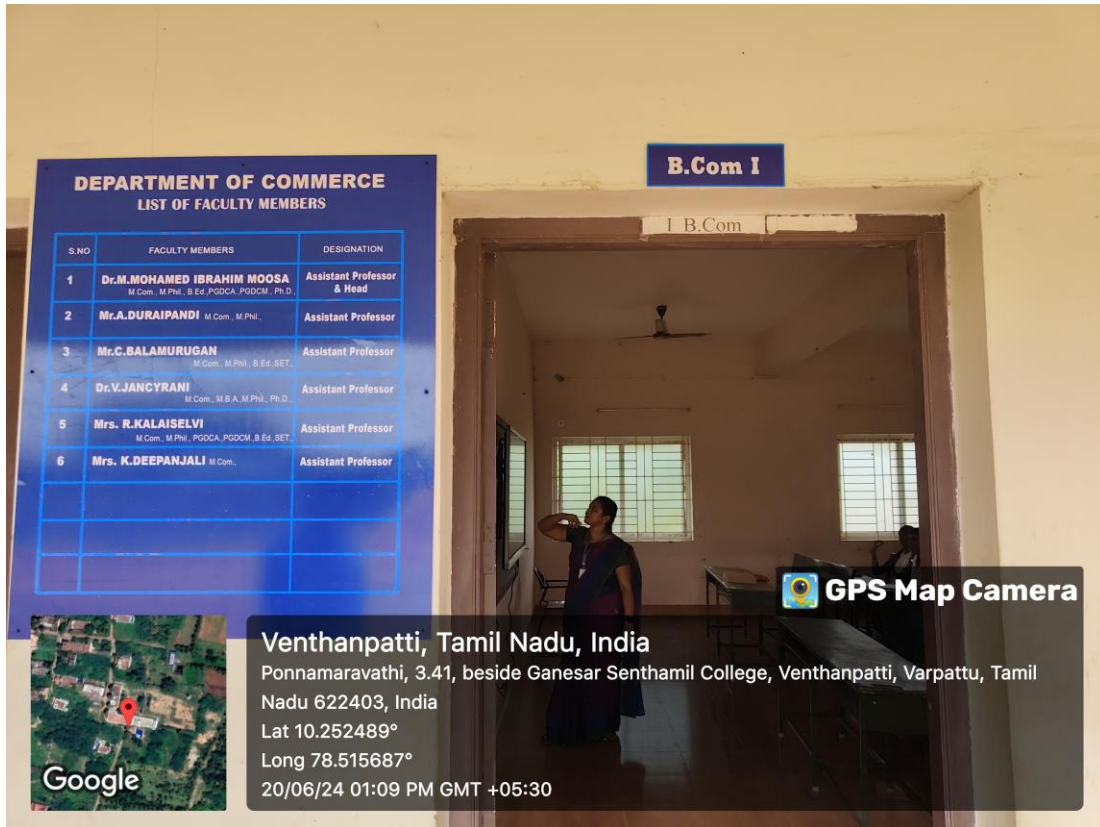 DEPARTMENT OF COMMERCE
LIST OF FACULTY MEMBERS
S.NO FACULTY MEMBERS DESIGNATION
1 Dr.M.MOHAMED IBRAHIM MOOSA Assistant Professor
M.Com., M.Phil., B.Ed.,PGDCA.,PGDCM., Ph.D., & Head
2 Mr.A.DURAIPANDI M.Com., M.Phil., Assistant Professor
3 Mr.C.BALAMURUGAN Assistant Professor
M.Com., M.Phil., B.Ed.,SET.,
4 Dr.V.JANCYRANI Assistant Professor
M.Com., M.B.A.,M.Phil., Ph.D.,
5 Mrs. R.KALAISELVI Assistant Professor
M.Com., M.Phil., PGDCA.,PGDCM.,B.Ed.,SET.,
6 Mrs. K.DEEPANJALI M.Com., Assistant Professor
B.Com I
I B.Com
GPS Map Camera
Venthanpatti, Tamil Nadu, India
Ponnamaravathi, 3.41, beside Ganesar Senthamil College, Venthanpatti, Varpattu, Tamil
Nadu 622403, India
Lat 10.252489°
Long 78.515687°
20/06/24 01:09 PM GMT +05:30
Google